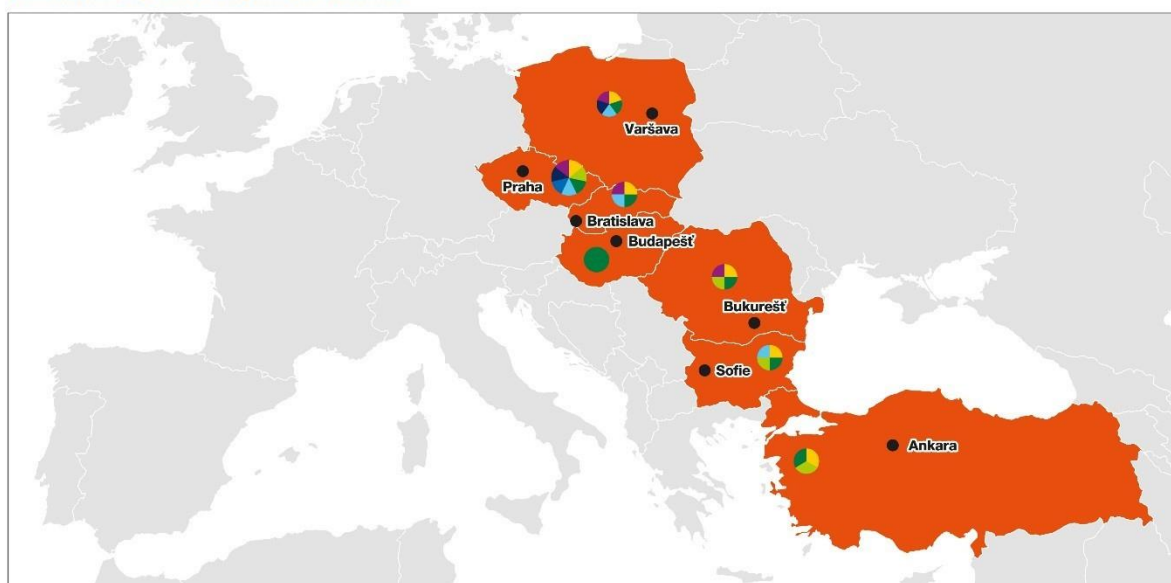 Varšava
Praha
Bratislava
Budapešť
Bukurešť
Sofie
Ankara